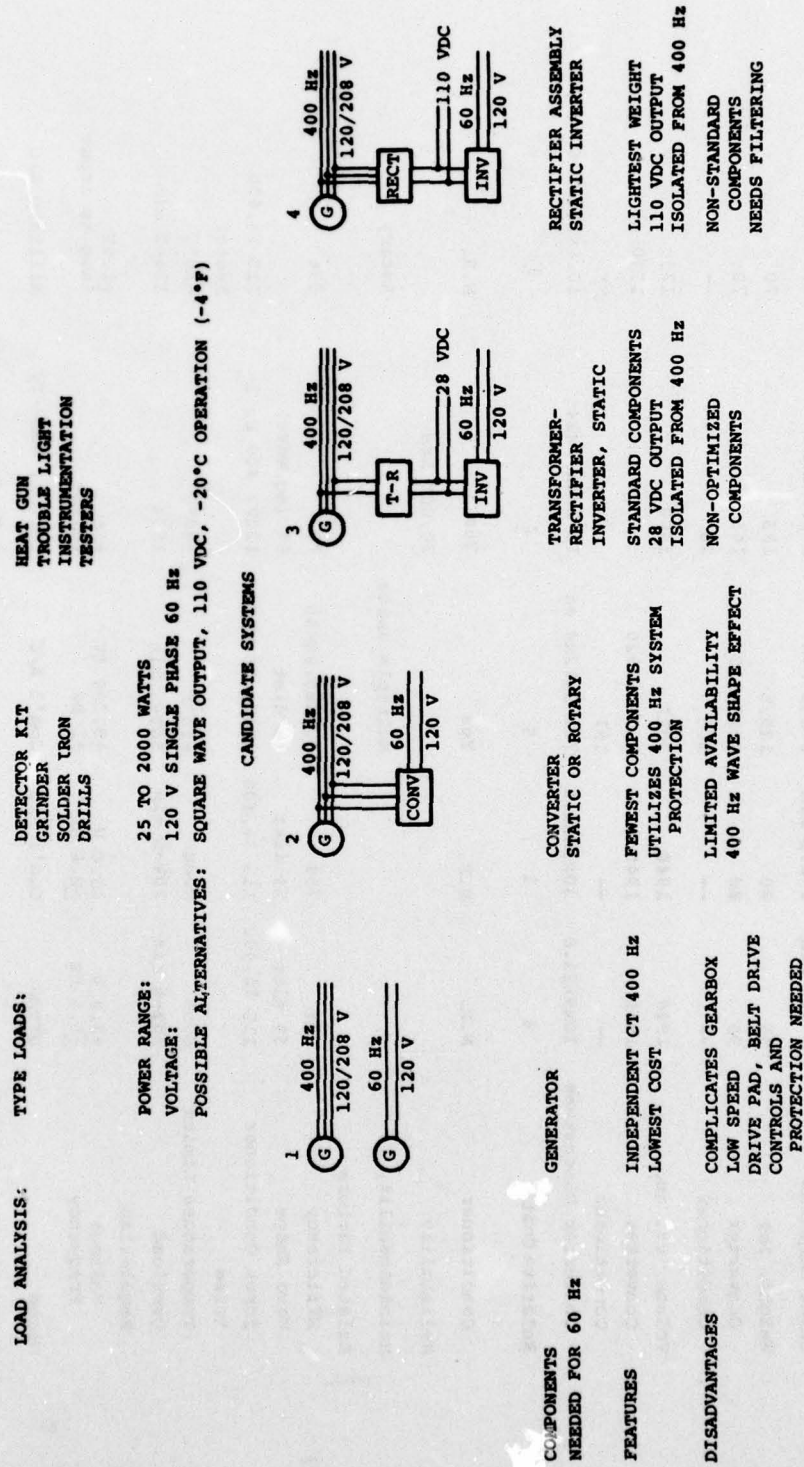 LOAD ANALYSIS: TYPE LOADS: DETECTOR KIT HEAT GUN
GRINDER TROUBLE LIGHT
SOLDER IRON INSTRUMENTATION
DRILLS TESTERS
POWER RANGE: 25 TO 2000 WATTS
VOLTAGE: 120 V SINGLE PHASE 60 Hz
POSSIBLE ALTERNATIVES: SQUARE WAVE OUTPUT, 110 VDC, -20°C OPERATION (-4°F)
CANDIDATE SYSTEMS
1
G
400 Hz
120/208 V
G
60 Hz
120 V
2
G
400 Hz
120/208 V
CONV
60 Hz
120 V
3
G
400 Hz
120/208 V
T-R
28 VDC
INV
60 Hz
120 V
4
G
400 Hz
120/208 V
RECT
110 VDC
INV
60 Hz
120 V
COMPONENTS
NEEDED FOR 60 Hz
GENERATOR
CONVERTER
STATIC OR ROTARY
TRANSFORMER-
RECTIFIER
INVERTER, STATIC
RECTIFIER ASSEMBLY
STATIC INVERTER
FEATURES
INDEPENDENT CT 400 Hz
LOWEST COST
FEWEST COMPONENTS
UTILIZES 400 Hz SYSTEM
PROTECTION
STANDARD COMPONENTS
28 VDC OUTPUT
ISOLATED FROM 400 Hz
LIGHTEST WEIGHT
110 VDC OUTPUT
ISOLATED FROM 400 Hz
DISADVANTAGES
COMPLICATES GEARBOX
LOW SPEED
DRIVE PAD, BELT DRIVE
CONTROLS AND
PROTECTION NEEDED
LIMITED AVAILABILITY
400 Hz WAVE SHAPE EFFECT
NON-OPTIMIZED
COMPONENTS
NON-STANDARD
COMPONENTS
NEEDS FILTERING